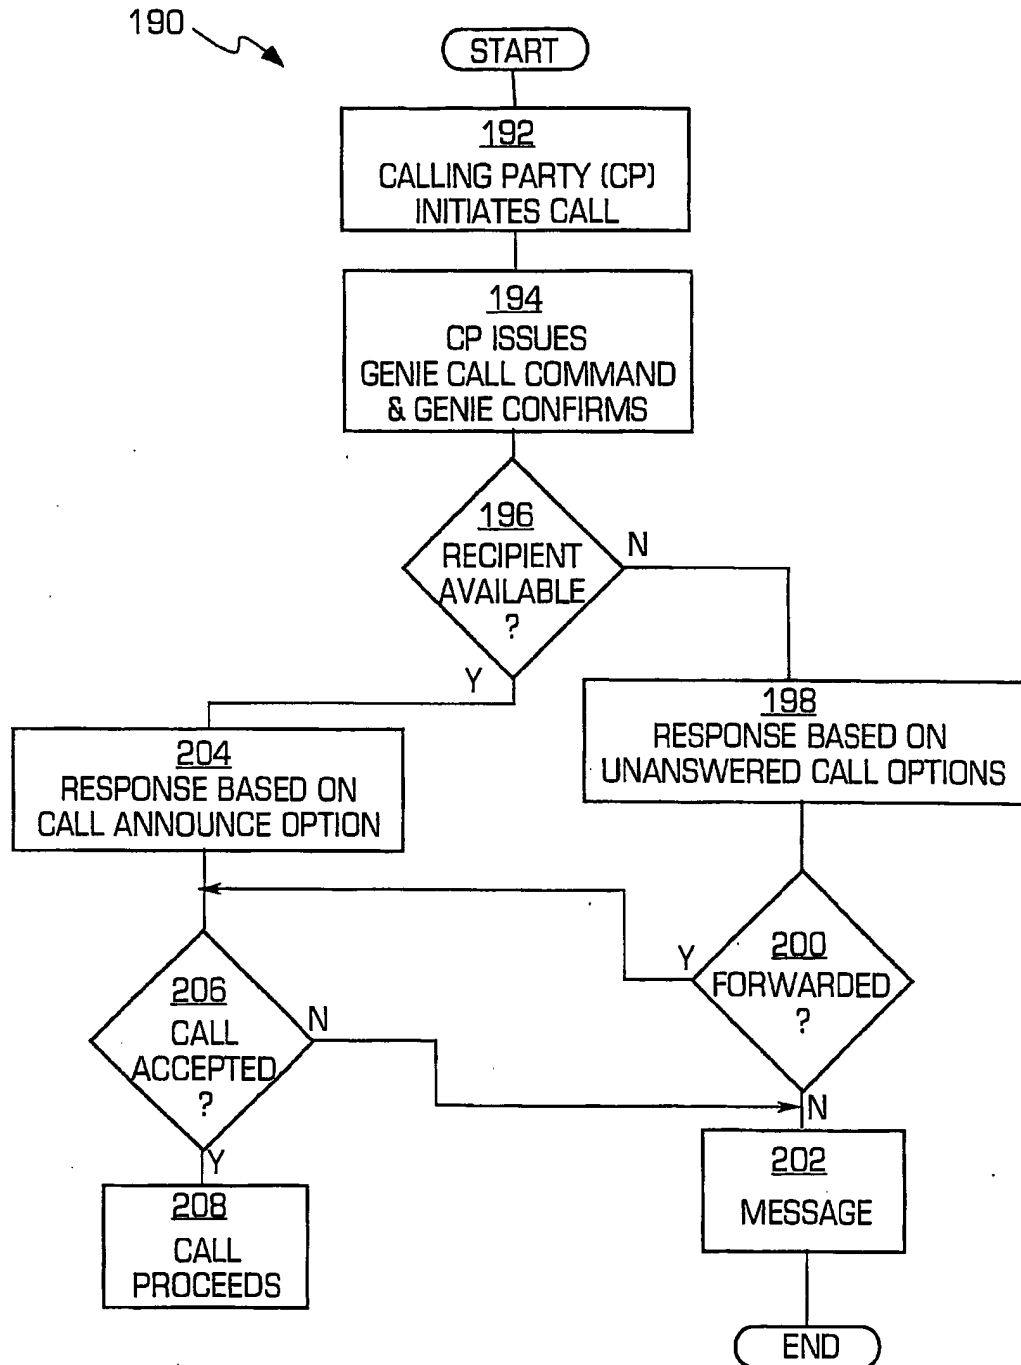 190
START
192
CALLING PARTY (CP)
INITIATES CALL
194
CP ISSUES
GENIE CALL COMMAND
& GENIE CONFIRMS
196
RECIPIENT
AVAILABLE
?
N
Y
198
RESPONSE BASED ON
UNANSWERED CALL OPTIONS
204
RESPONSE BASED ON
CALL ANNOUNCE OPTION
200
FORWARDED
?
Y
N
206
CALL
ACCEPTED
?
N
Y
202
MESSAGE
208
CALL
PROCEEDS
END